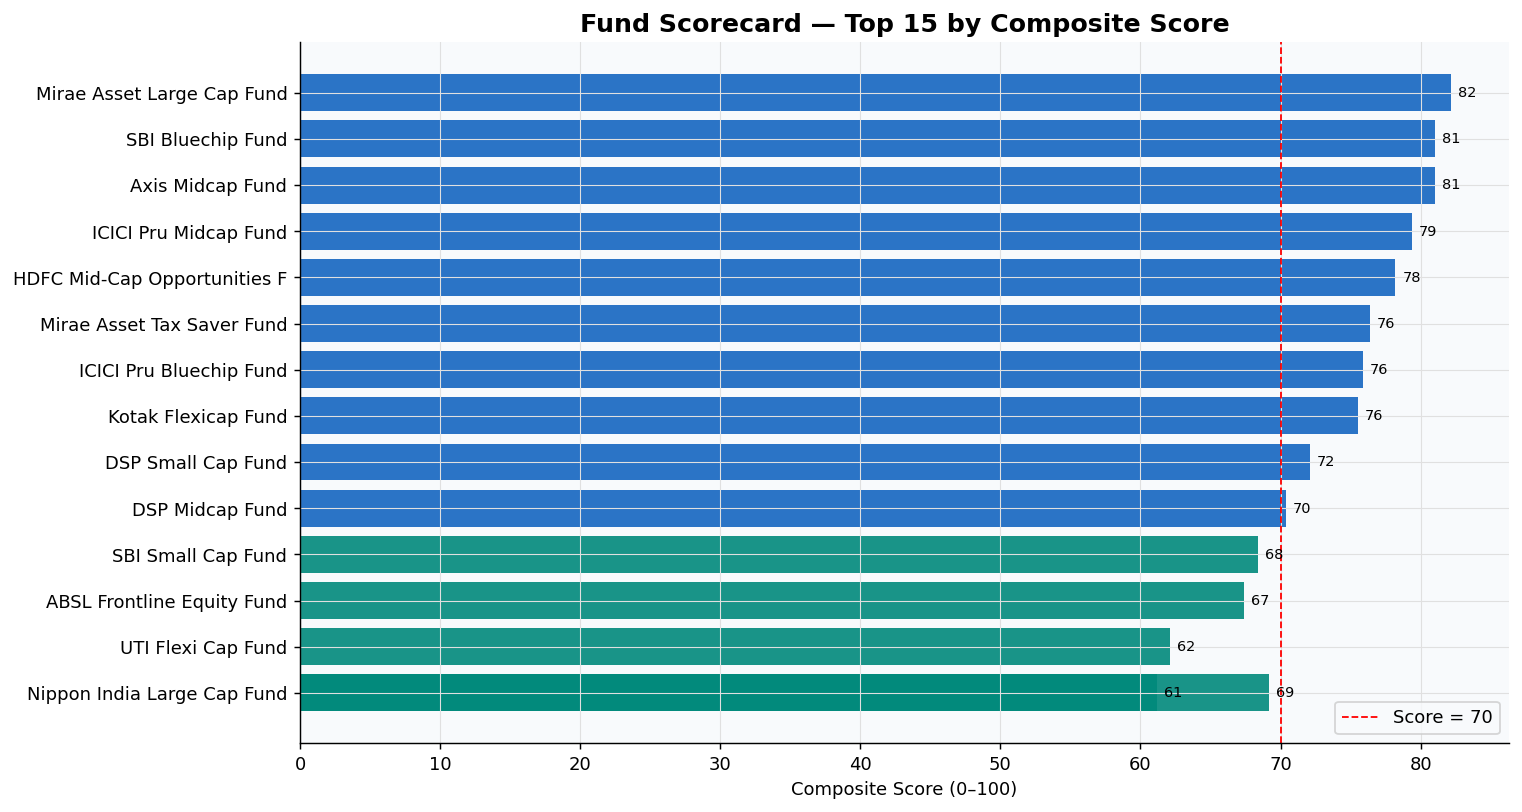 Fund Scorecard — Top 15 by Composite Score
Mirae Asset Large Cap Fund 82
SBI Bluechip Fund 81
Axis Midcap Fund 81
ICICI Pru Midcap Fund 79
HDFC Mid-Cap Opportunities F 78
Mirae Asset Tax Saver Fund 76
ICICI Pru Bluechip Fund 76
Kotak Flexicap Fund 76
DSP Small Cap Fund 72
DSP Midcap Fund 70
SBI Small Cap Fund 68
ABSL Frontline Equity Fund 67
UTI Flexi Cap Fund 62
Nippon India Large Cap Fund 61 69
Score = 70
0 10 20 30 40 50 60 70 80
Composite Score (0–100)